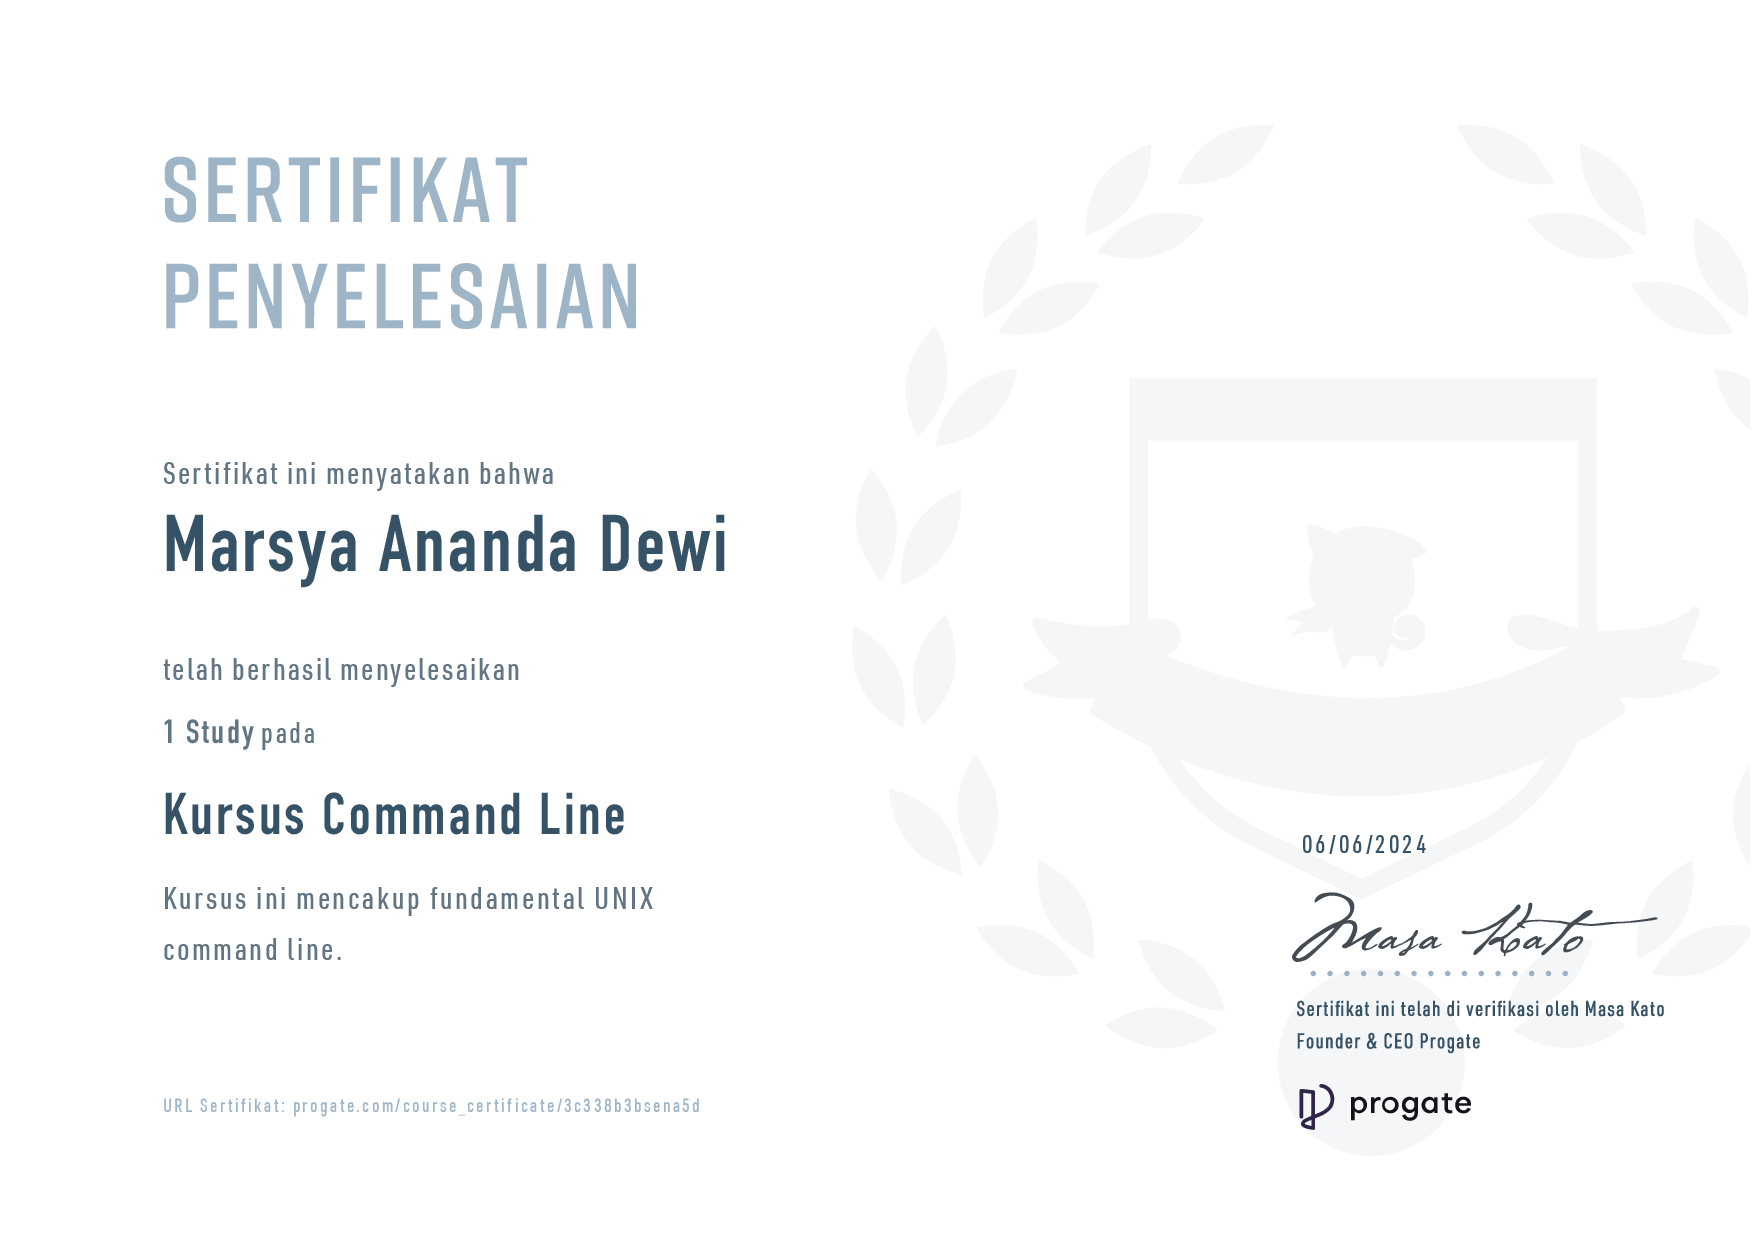 SERTIFIKAT
PENYELESAIAN
Sertifikat ini menyatakan bahwa
Marsya Ananda Dewi
telah berhasil menyelesaikan
1 Study pada
Kursus Command Line
Kursus ini mencakup fundamental UNIX
command line.
URL Sertifikat: progate.com/course_certificate/3c338b3bsena5d
06/06/2024
Masa Kato
Sertifikat ini telah di verifikasi oleh Masa Kato
Founder & CEO Progate
progate